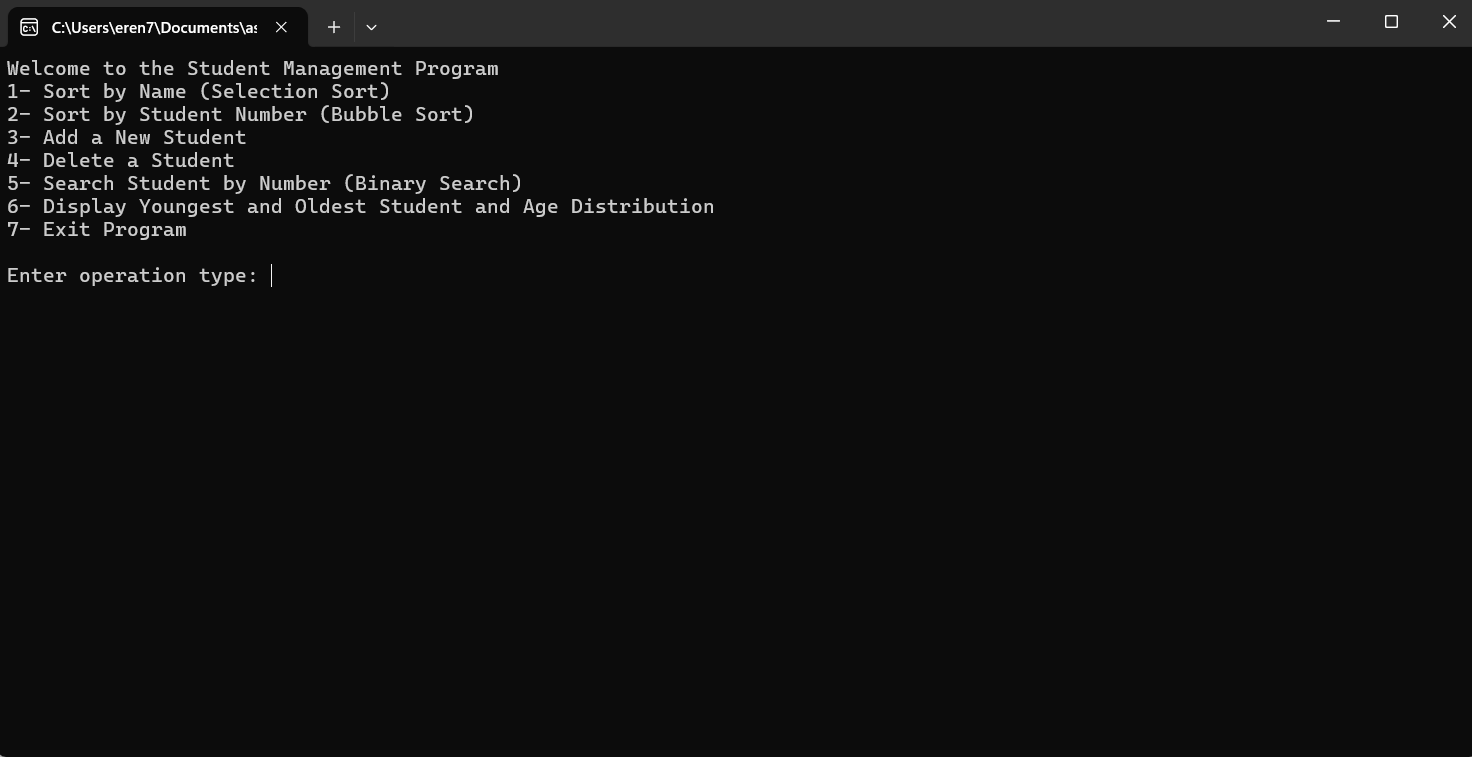 C:\Users\eren7\Documents\as
Welcome to the Student Management Program
1- Sort by Name (Selection Sort)
2- Sort by Student Number (Bubble Sort)
3- Add a New Student
4- Delete a Student
5- Search Student by Number (Binary Search)
6- Display Youngest and Oldest Student and Age Distribution
7- Exit Program
Enter operation type: